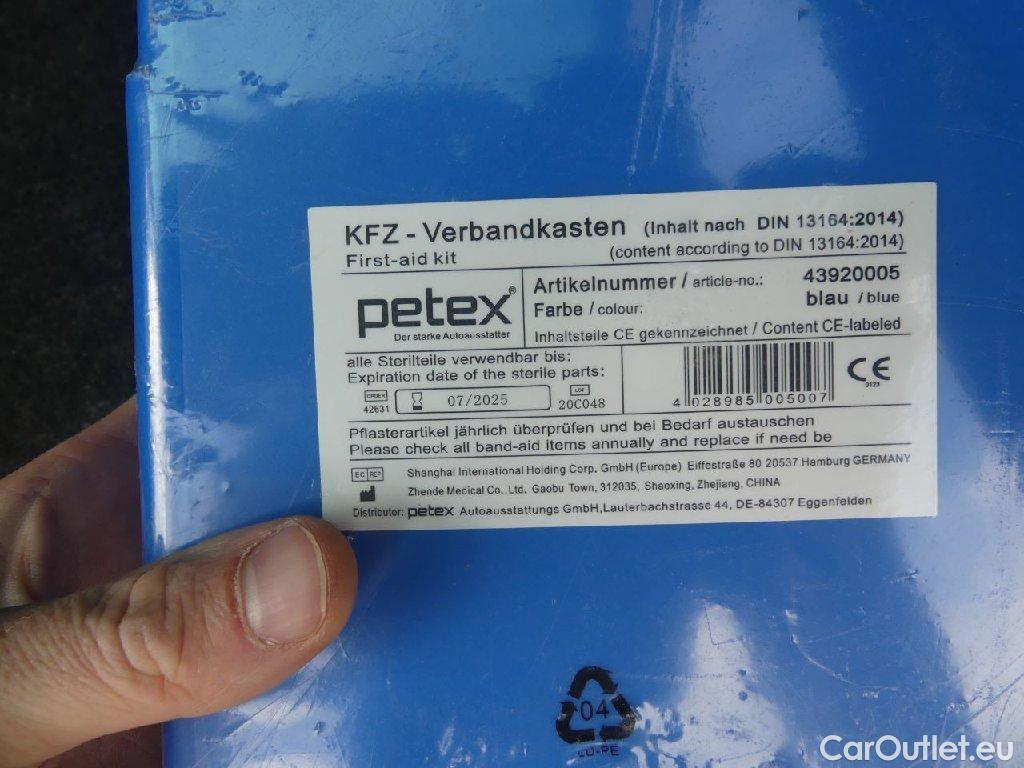 KFZ - Verbandkasten (Inhalt nach DIN 13164:2014)
First-aid kit (content according to DIN 13164:2014)
petex®
Der starke Autoausstatter
Artikelnummer / article-no.: 43920005
Farbe / colour: blau / blue
Inhaltsteile CE gekennzeichnet / Content CE-labeled
alle Sterilteile verwendbar bis:
Expiration date of the sterile parts:
42631 07/2025 LOT 20C048
4 028985 005007
CE
0123
Pflasterartikel jährlich überprüfen und bei Bedarf austauschen
Please check all band-aid items annually and replace if need be
EC REP Shanghai International Holding Corp. GmbH (Europe) Eiffestraße 80 20537 Hamburg GERMANY
Zhende Medical Co., Ltd. Gaobu Town, 312035, Shaoxing, Zhejiang, CHINA
Distributor: petex Autoausstattungs GmbH, Lauterbachstrasse 44, DE-84307 Eggenfelden
04
LD-PE
CarOutlet.eu